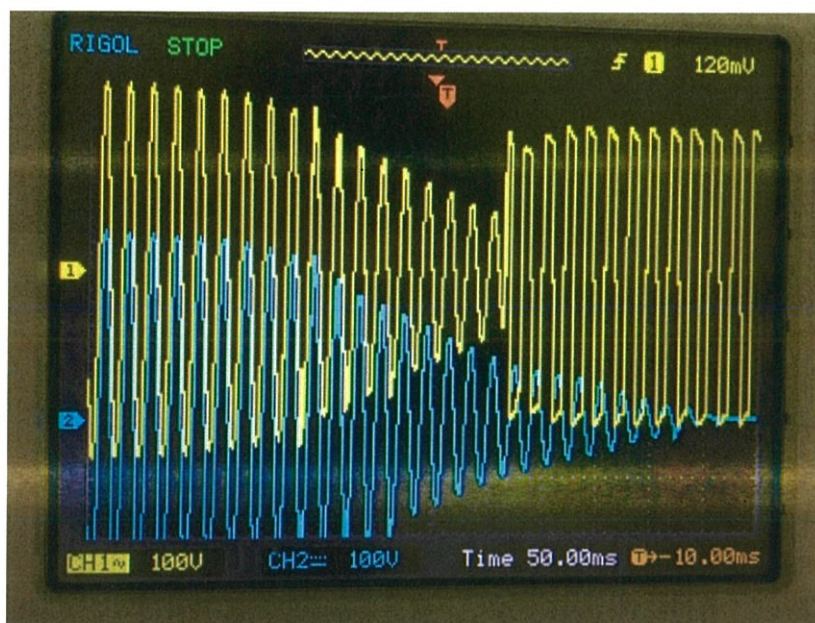 RIGOL STOP
T
1 120mV
T
1
2
CH1 100V CH2 100V Time 50.00ms T→-10.00ms